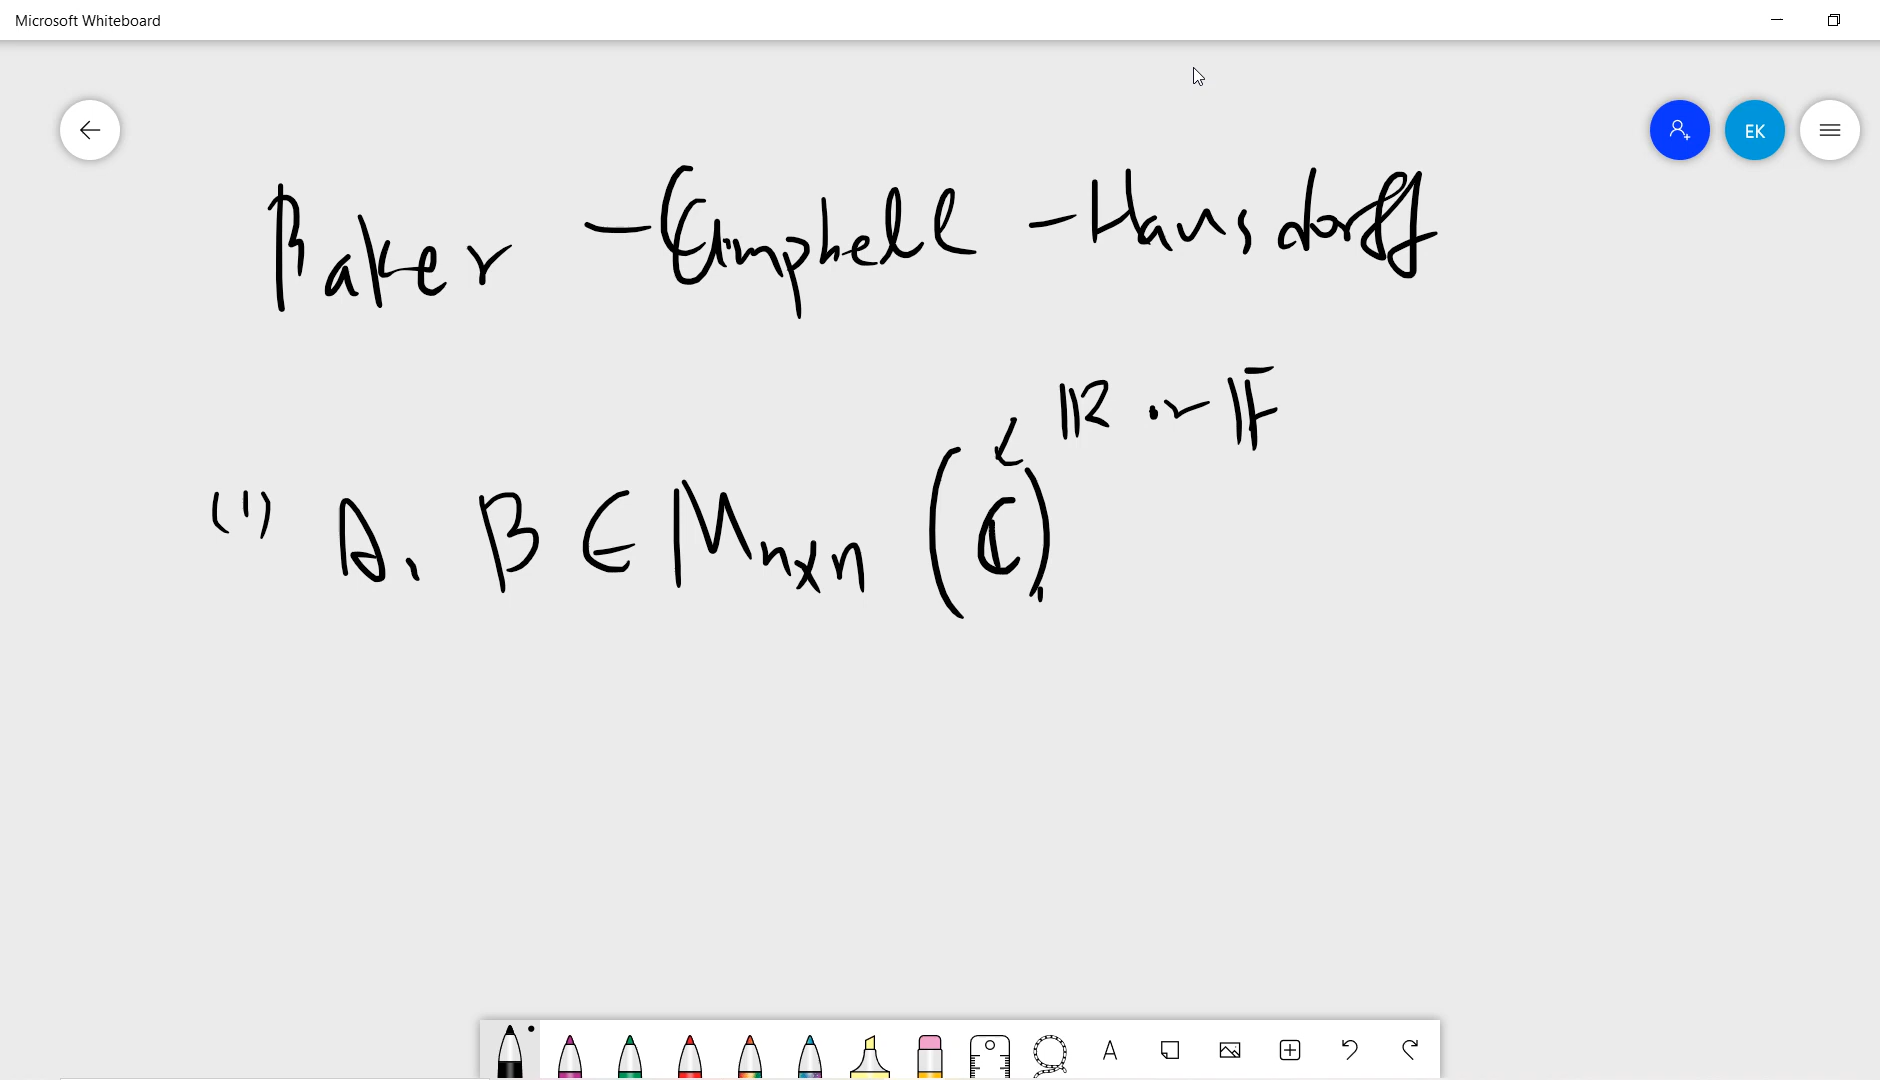 Microsoft Whiteboard
EK
Baker - Campbell - Hausdorff
ℝ or 𝔽
(1) A, B ∈ M_{n×n} (ℂ),